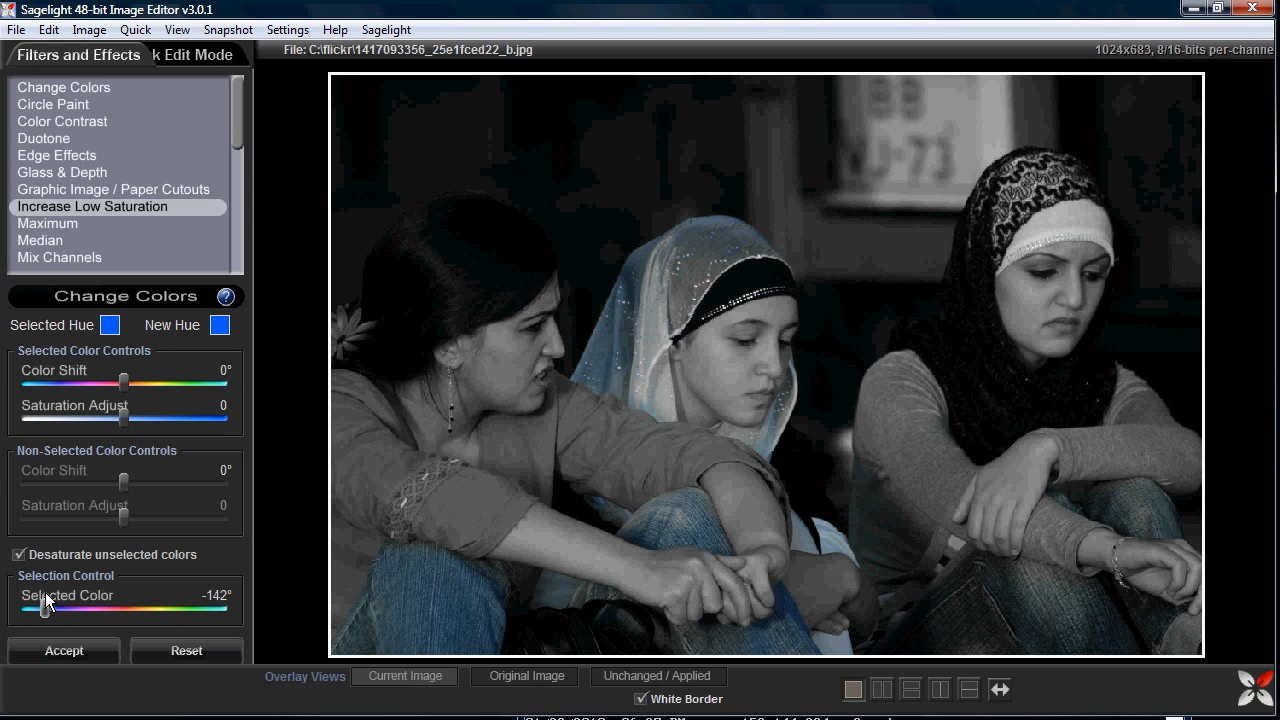 Sagelight 48-bit Image Editor v3.0.1
File Edit Image Quick View Snapshot Settings Help Sagelight
Filters and Effects k Edit Mode
File: C:\flickr\1417093356_25e1fced22_b.jpg
1024x683, 8/16-bits per-channe
Change Colors
Circle Paint
Color Contrast
Duotone
Edge Effects
Glass & Depth
Graphic Image / Paper Cutouts
Increase Low Saturation
Maximum
Median
Mix Channels
Change Colors ?
Selected Hue New Hue
Selected Color Controls
Color Shift 0°
Saturation Adjust 0
Non-Selected Color Controls
Color Shift 0°
Saturation Adjust 0
Desaturate unselected colors
Selection Control
Selected Color -142°
Accept Reset
Overlay Views Current Image Original Image Unchanged / Applied
White Border